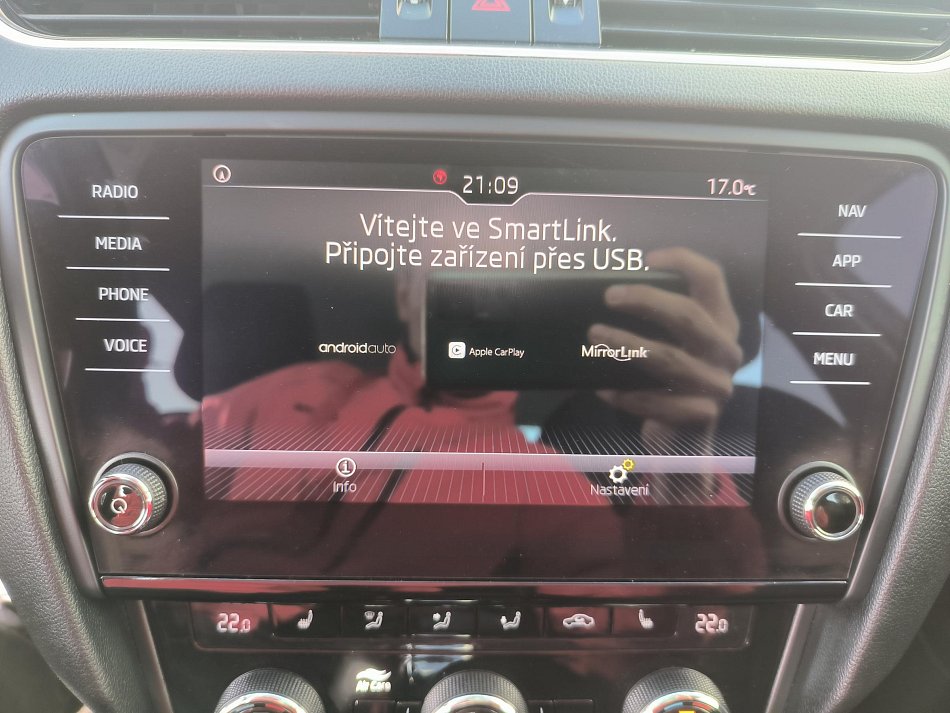 21:09
17.0°C
RADIO
MEDIA
PHONE
VOICE
Vítejte ve SmartLink.
Připojte zařízení přes USB.
androidauto
Apple CarPlay
MirrorLink
Info
Nastavení
NAV
APP
CAR
MENU
22.0
22.0
Air Care